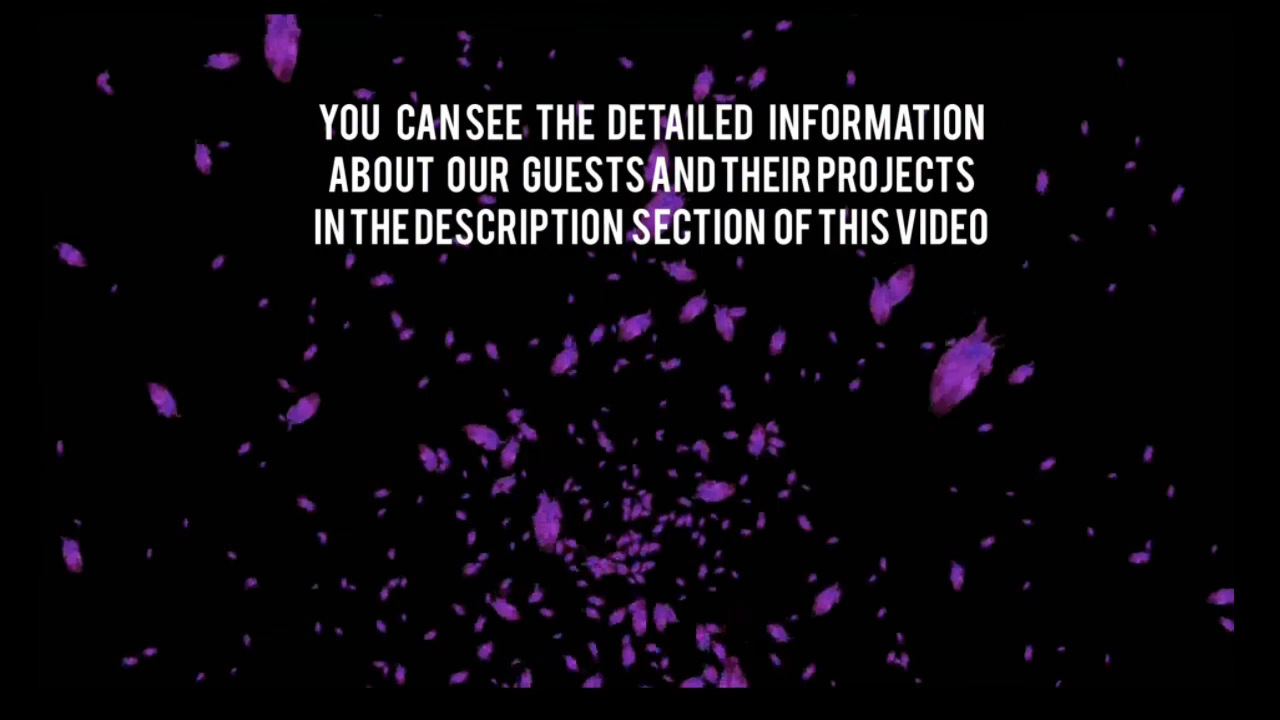 YOU CAN SEE THE DETAILED INFORMATION
ABOUT OUR GUESTS AND THEIR PROJECTS
IN THE DESCRIPTION SECTION OF THIS VIDEO